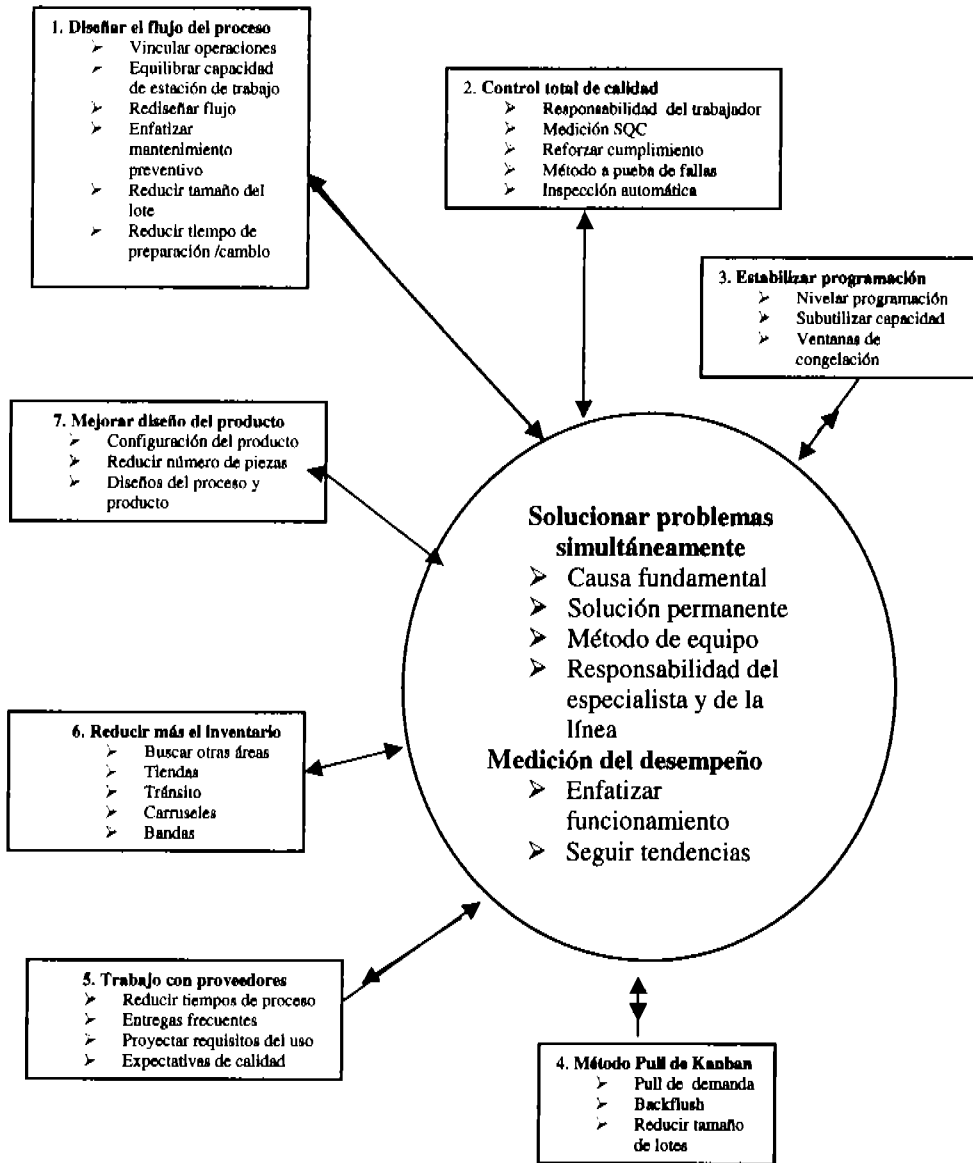 1. Diseñar el flujo del proceso
➢ Vincular operaciones
➢ Equilibrar capacidad
de estación de trabajo
➢ Rediseñar flujo
➢ Enfatizar
mantenimiento
preventivo
➢ Reducir tamaño del
lote
➢ Reducir tiempo de
preparación /cambio
2. Control total de calidad
➢ Responsabilidad del trabajador
➢ Medición SQC
➢ Reforzar cumplimiento
➢ Método a pueba de fallas
➢ Inspección automática
3. Estabilizar programación
➢ Nivelar programación
➢ Subutilizar capacidad
➢ Ventanas de
congelación
7. Mejorar diseño del producto
➢ Configuración del producto
➢ Reducir número de piezas
➢ Diseños del proceso y
producto
Solucionar problemas
simultáneamente
➢ Causa fundamental
➢ Solución permanente
➢ Método de equipo
➢ Responsabilidad del
especialista y de la
línea
Medición del desempeño
➢ Enfatizar
funcionamiento
➢ Seguir tendencias
6. Reducir más el inventario
➢ Buscar otras áreas
➢ Tiendas
➢ Tránsito
➢ Carruseles
➢ Bandas
5. Trabajo con proveedores
➢ Reducir tiempos de proceso
➢ Entregas frecuentes
➢ Proyectar requisitos del uso
➢ Expectativas de calidad
4. Método Pull de Kanban
➢ Pull de demanda
➢ Backflush
➢ Reducir tamaño
de lotes